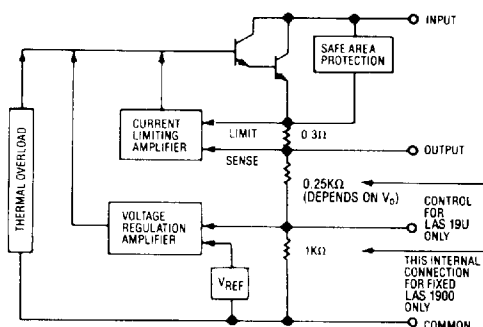 INPUT
SAFE AREA
PROTECTION
CURRENT
LIMITING
AMPLIFIER
LIMIT
0.3Ω
SENSE
OUTPUT
THERMAL OVERLOAD
0.25KΩ
(DEPENDS ON VO)
VOLTAGE
REGULATION
AMPLIFIER
CONTROL
FOR
LAS 19U
ONLY
1KΩ
VREF
THIS INTERNAL
CONNECTION
FOR FIXED
LAS 1900
ONLY
COMMON